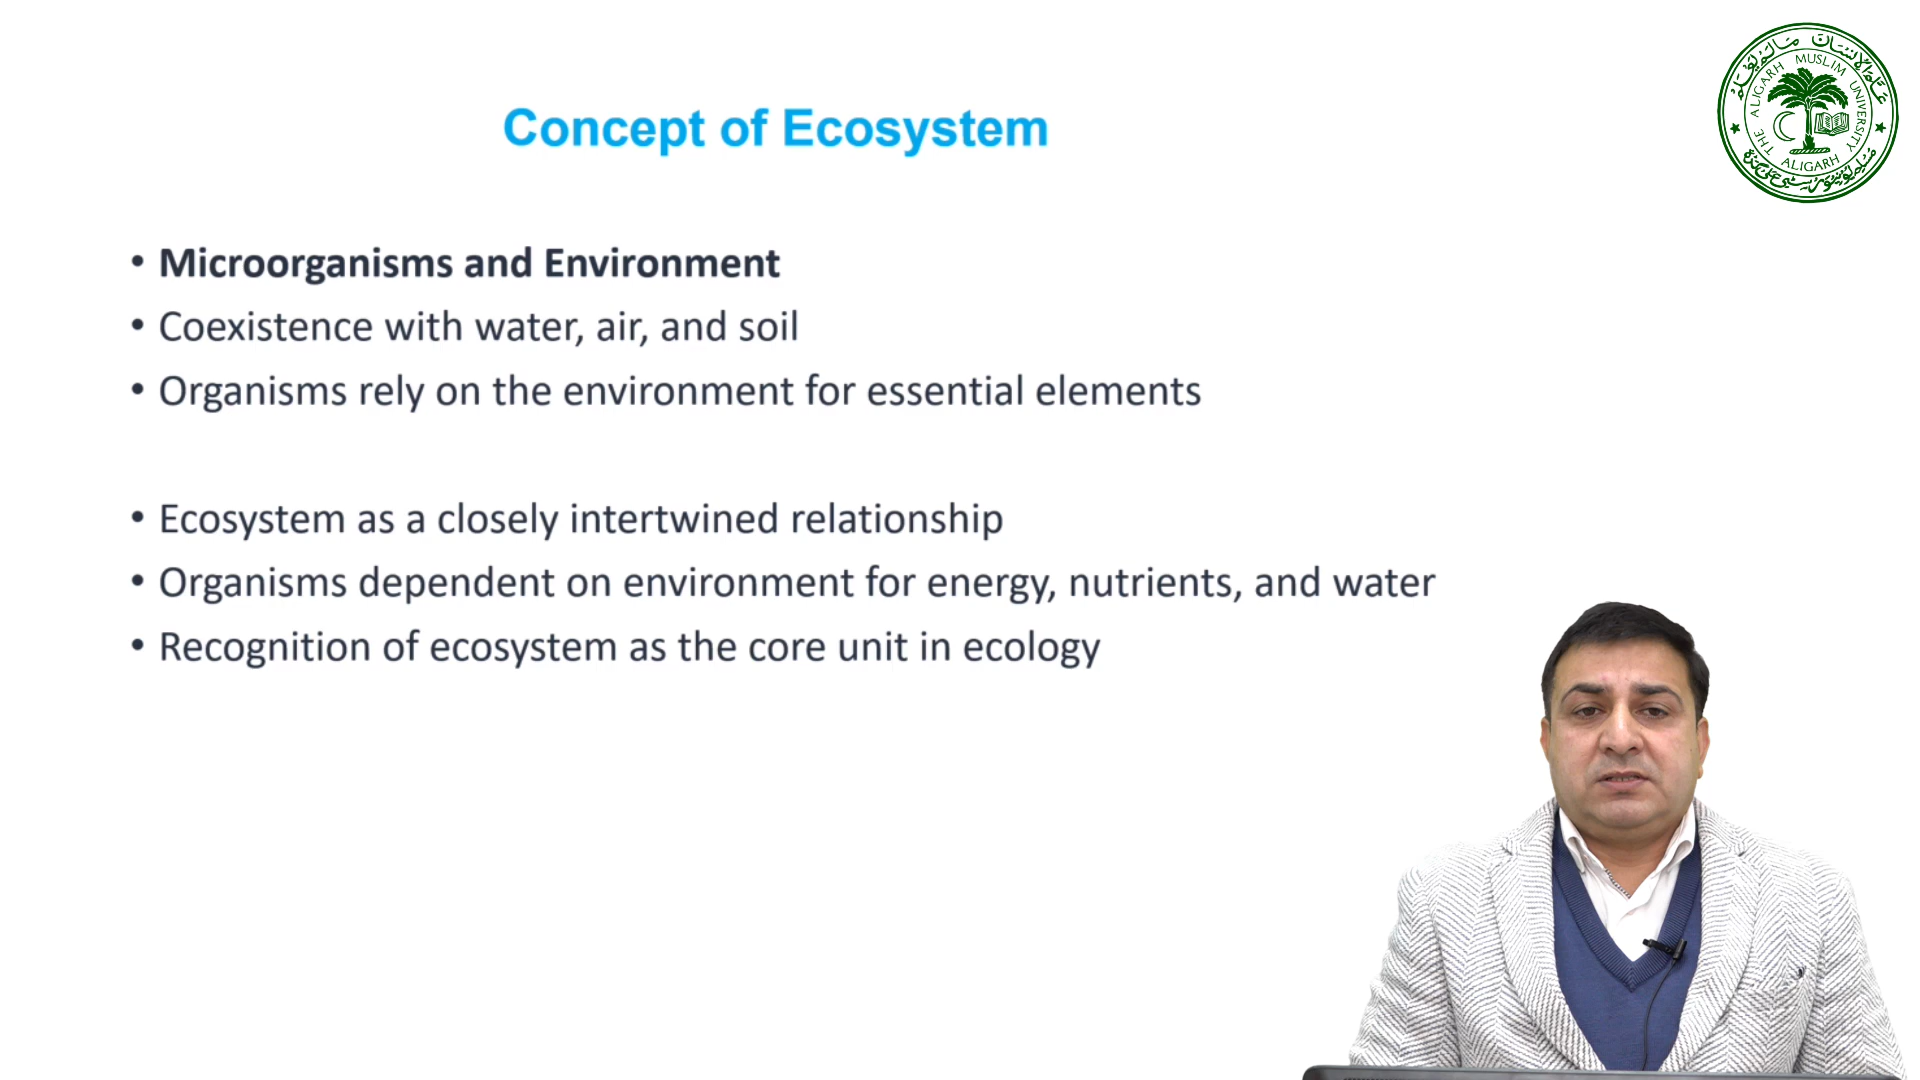 Concept of Ecosystem
عَلَّمَ الْاِنْسَانَ مَا لَمْ يَعْلَمْ
THE ALIGARH MUSLIM UNIVERSITY
ALIGARH
• Microorganisms and Environment
• Coexistence with water, air, and soil
• Organisms rely on the environment for essential elements
• Ecosystem as a closely intertwined relationship
• Organisms dependent on environment for energy, nutrients, and water
• Recognition of ecosystem as the core unit in ecology